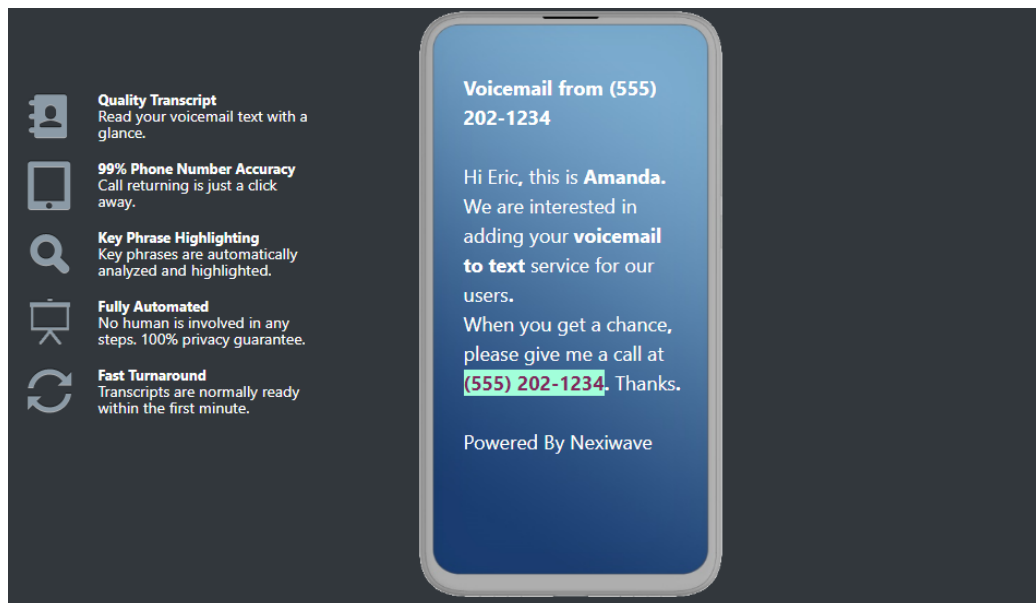 Quality Transcript
Read your voicemail text with a
glance.
99% Phone Number Accuracy
Call returning is just a click
away.
Key Phrase Highlighting
Key phrases are automatically
analyzed and highlighted.
Fully Automated
No human is involved in any
steps. 100% privacy guarantee.
Fast Turnaround
Transcripts are normally ready
within the first minute.
Voicemail from (555)
202-1234
Hi Eric, this is Amanda.
We are interested in
adding your voicemail
to text service for our
users.
When you get a chance,
please give me a call at
(555) 202-1234. Thanks.
Powered By Nexiwave